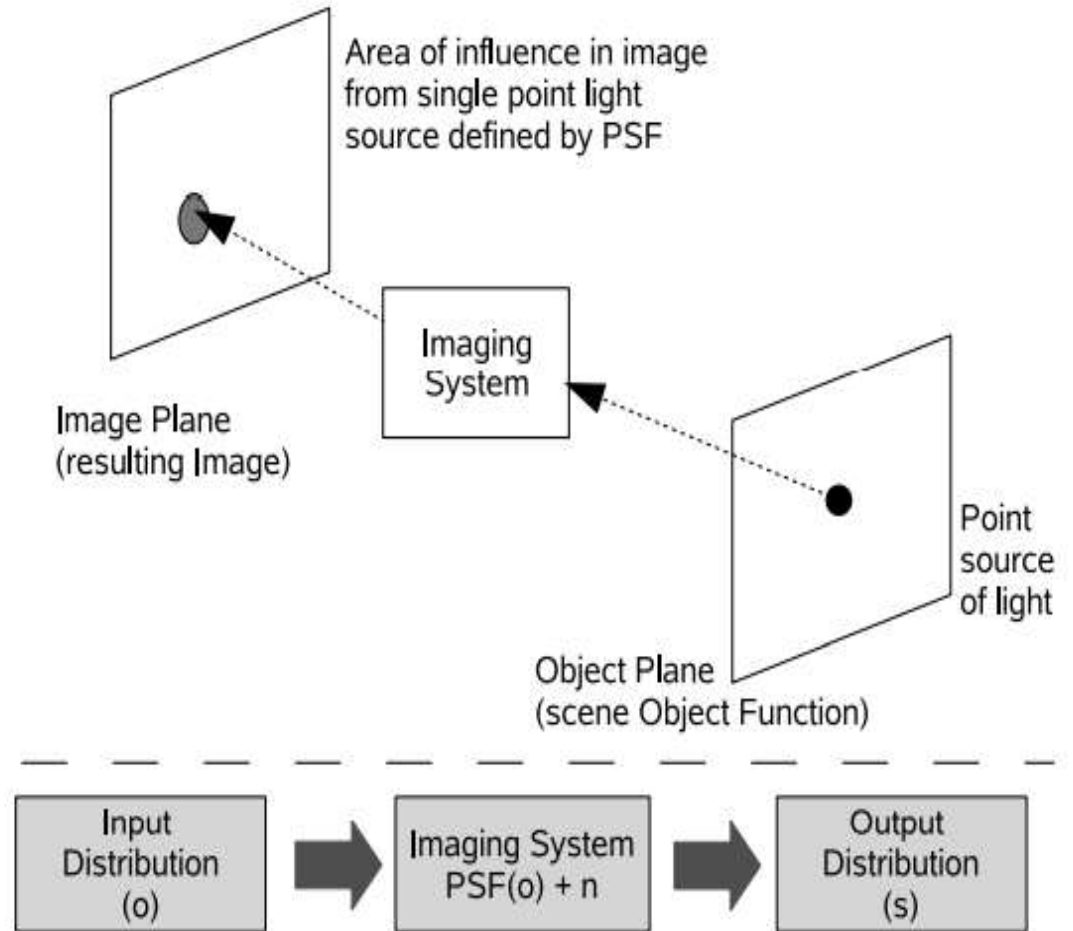 Area of influence in image
from single point light
source defined by PSF
Imaging
System
Image Plane
(resulting Image)
Point
source
of light
Object Plane
(scene Object Function)
Input
Distribution
(o)
Imaging System
PSF(o) + n
Output
Distribution
(s)